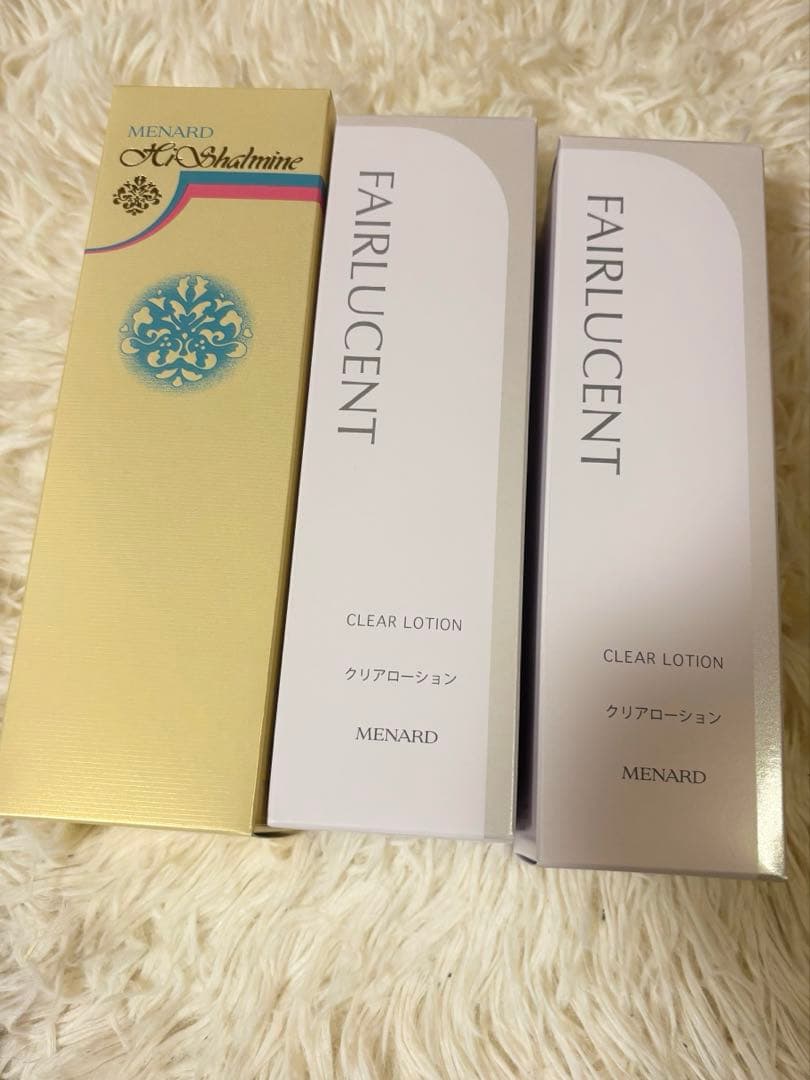 MENARD
Hi Shalmine
FAIRLUCENT
CLEAR LOTION
クリアローション
MENARD
FAIRLUCENT
CLEAR LOTION
クリアローション
MENARD